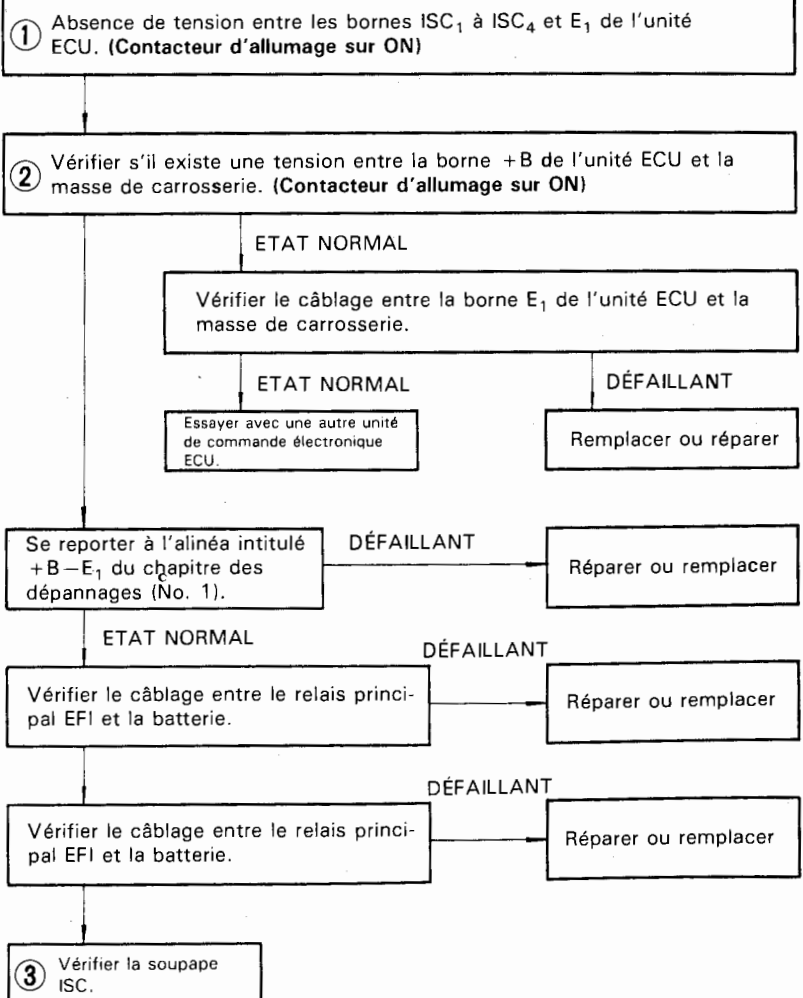 ① Absence de tension entre les bornes ISC₁ à ISC₄ et E₁ de l'unité
ECU. (Contacteur d'allumage sur ON)
② Vérifier s'il existe une tension entre la borne +B de l'unité ECU et la
masse de carrosserie. (Contacteur d'allumage sur ON)
ETAT NORMAL
Vérifier le câblage entre la borne E₁ de l'unité ECU et la
masse de carrosserie.
ETAT NORMAL
DÉFAILLANT
Essayer avec une autre unité
de commande électronique
ECU.
Remplacer ou réparer
Se reporter à l'alinéa intitulé
+B−E₁ du chapitre des
dépannages (No. 1).
DÉFAILLANT
Réparer ou remplacer
ETAT NORMAL
DÉFAILLANT
Vérifier le câblage entre le relais princi-
pal EFI et la batterie.
Réparer ou remplacer
DÉFAILLANT
Vérifier le câblage entre le relais princi-
pal EFI et la batterie.
Réparer ou remplacer
③ Vérifier la soupape
ISC.